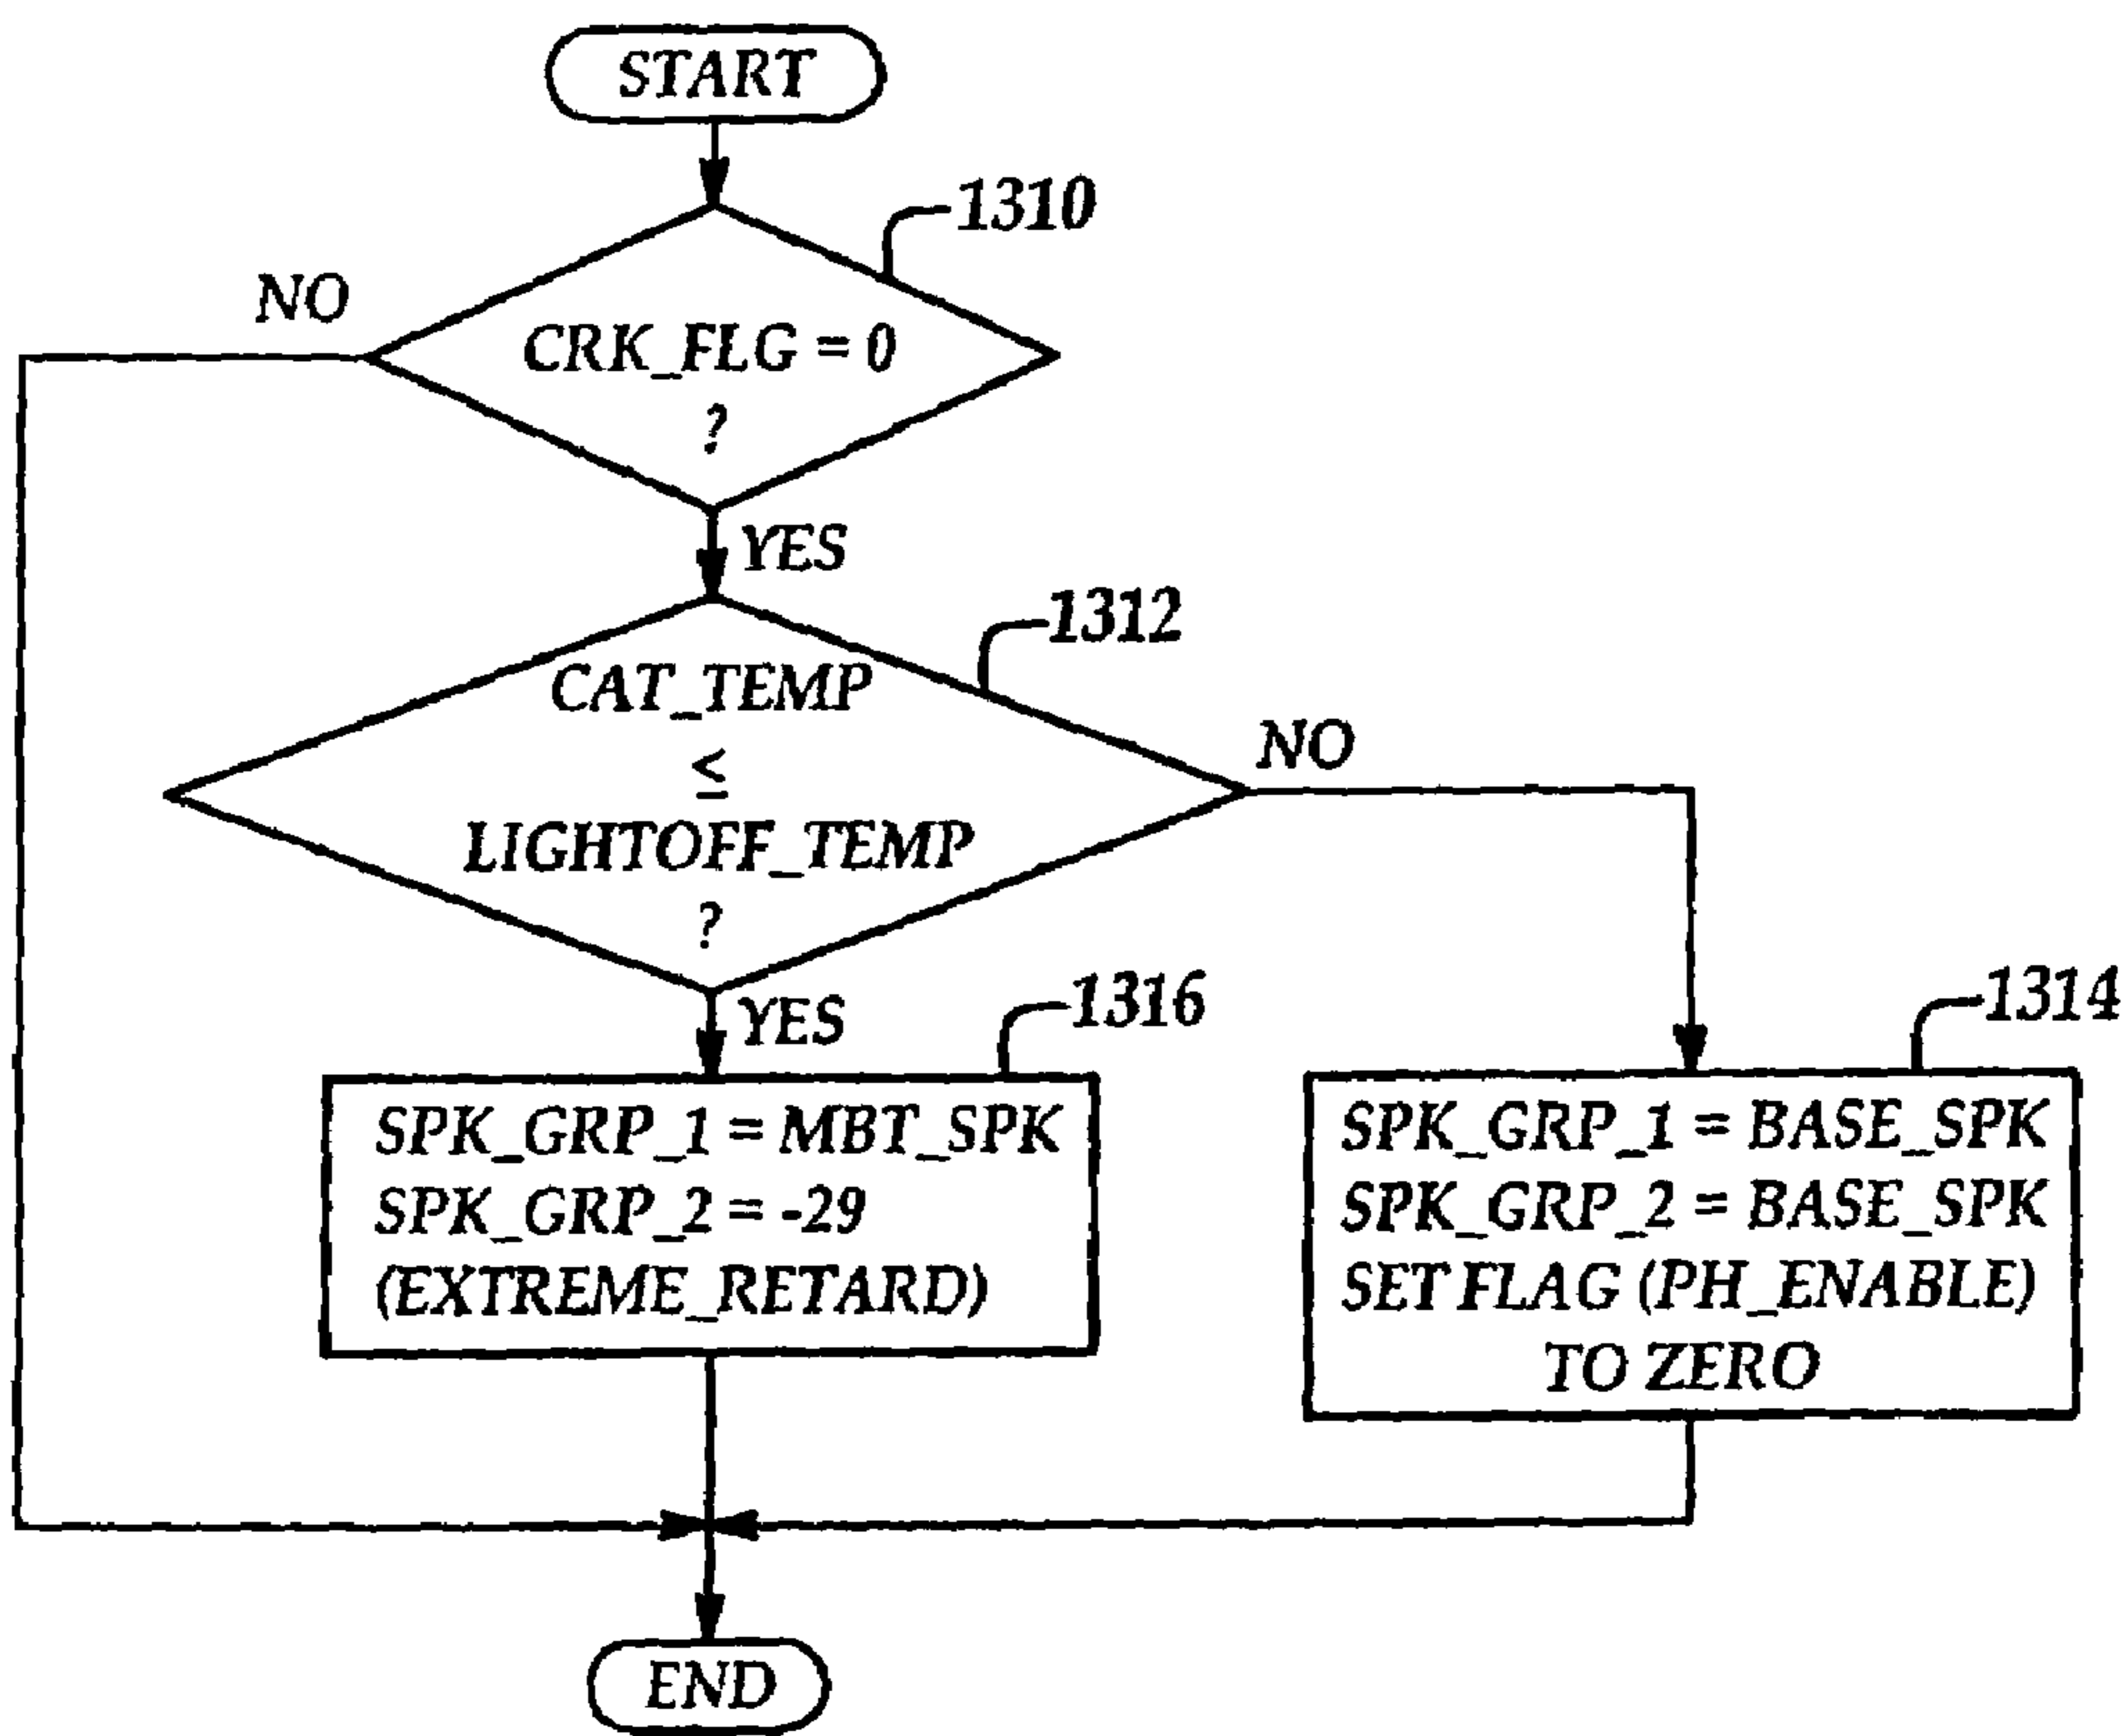 START
1310
NO
CRK_FLG = 0
?
YES
1312
CAT_TEMP
≤
LIGHTOFF_TEMP
?
NO
YES
1316
1314
SPK_GRP_1 = MBT_SPK
SPK_GRP_2 = -29
(EXTREME_RETARD)
SPK_GRP_1 = BASE_SPK
SPK_GRP_2 = BASE_SPK
SET FLAG (PH_ENABLE)
TO ZERO
END